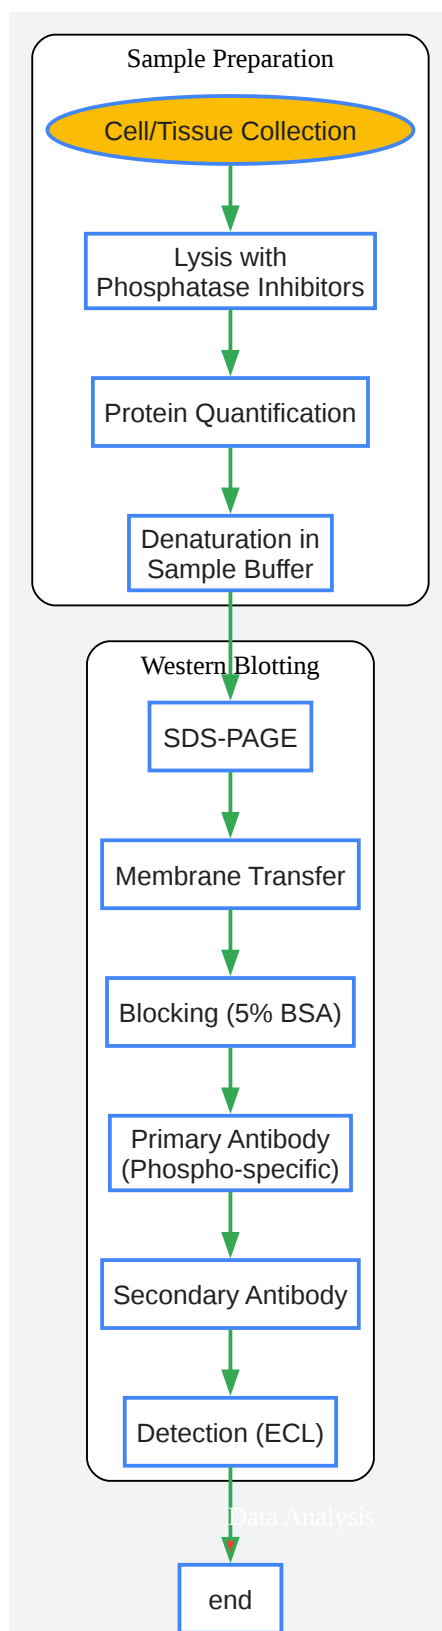 Sample Preparation
Cell/Tissue Collection
Lysis with
Phosphatase Inhibitors
Protein Quantification
Denaturation in
Sample Buffer
Western Blotting
SDS-PAGE
Membrane Transfer
Blocking (5% BSA)
Primary Antibody
(Phospho-specific)
Secondary Antibody
Detection (ECL)
Data Analysis
end